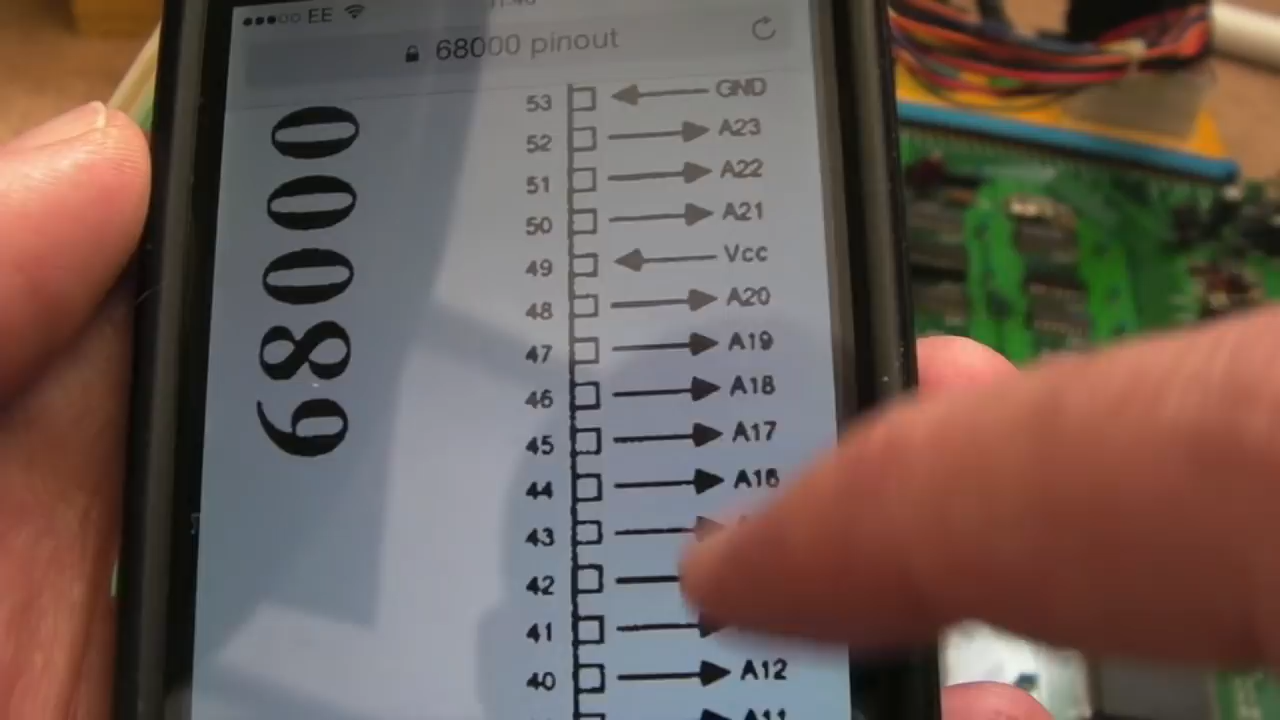 EE
68000 pinout
68000
53 GND
52 A23
51 A22
50 A21
49 Vcc
48 A20
47 A19
46 A18
45 A17
44 A16
43
42
41
40 A12
A11